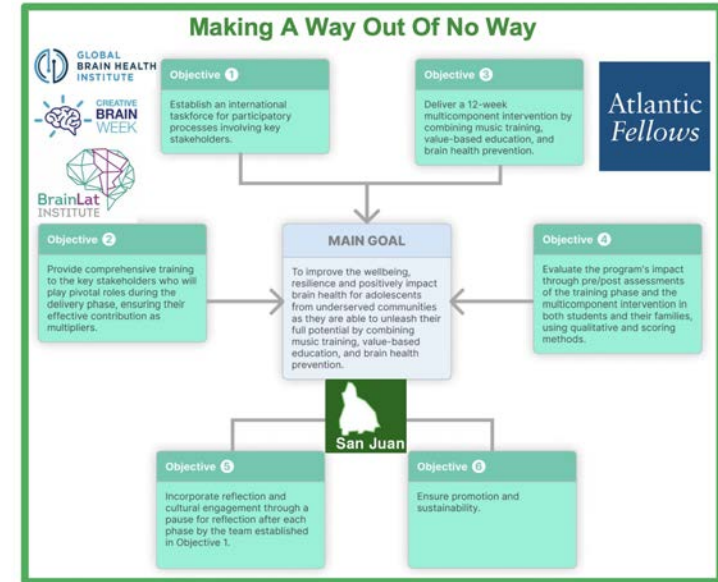 Making A Way Out Of No Way
GLOBAL
BRAIN HEALTH
INSTITUTE
CREATIVE
BRAIN
WEEK
BrainLat
INSTITUTE
Objective 1
Establish an international
taskforce for participatory
processes involving key
stakeholders.
Objective 3
Deliver a 12-week
multicomponent intervention by
combining music training,
value-based education, and
brain health prevention.
Atlantic
Fellows
Objective 2
Provide comprehensive training
to the key stakeholders who will
play pivotal roles during the
delivery phase, ensuring their
effective contribution as
multipliers.
MAIN GOAL
To improve the wellbeing,
resilience and positively impact
brain health for adolescents
from underserved communities
as they are able to unleash their
full potential by combining
music training, value-based
education, and brain health
prevention.
Objective 4
Evaluate the program's impact
through pre/post assessments
of the training phase and the
multicomponent intervention in
both students and their families,
using qualitative and scoring
methods.
San Juan
Objective 5
Incorporate reflection and
cultural engagement through a
pause for reflection after each
phase by the team established
in Objective 1.
Objective 6
Ensure promotion and
sustainability.